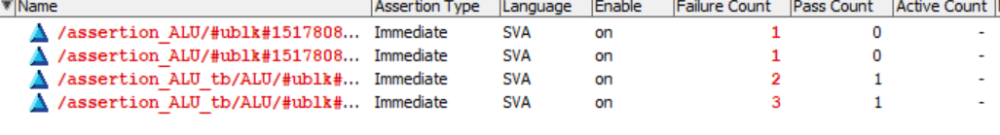 Name Assertion Type Language Enable Failure Count Pass Count Active Count
/assertion_ALU/#ublk#1517808... Immediate SVA on 1 0 -
/assertion_ALU/#ublk#1517808... Immediate SVA on 1 0 -
/assertion_ALU_tb/ALU/#ublk#... Immediate SVA on 2 1 -
/assertion_ALU_tb/ALU/#ublk#... Immediate SVA on 3 1 -